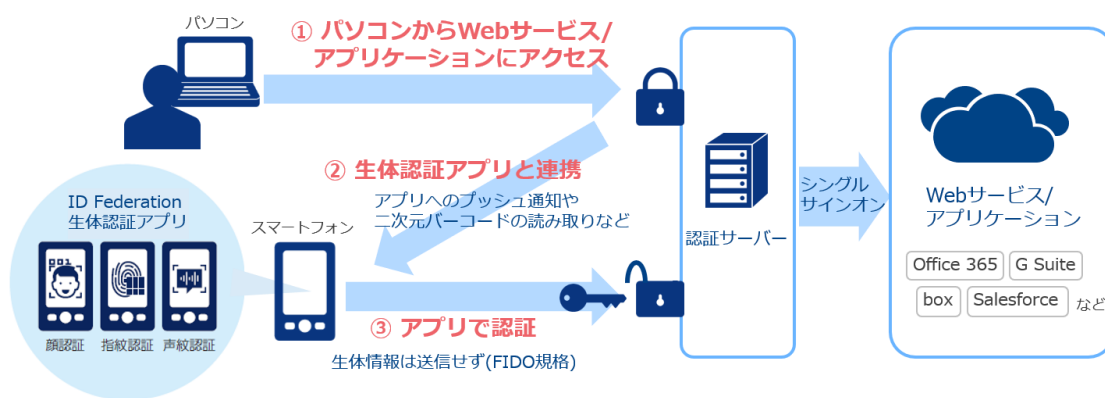 パソコン
① パソコンからWebサービス/
アプリケーションにアクセス
② 生体認証アプリと連携
アプリへのプッシュ通知や
二次元バーコードの読み取りなど
ID Federation
生体認証アプリ
顔認証
指紋認証
声紋認証
スマートフォン
③ アプリで認証
生体情報は送信せず(FIDO規格)
認証サーバー
シングル
サインオン
Webサービス/
アプリケーション
Office 365
G Suite
box
Salesforce
など